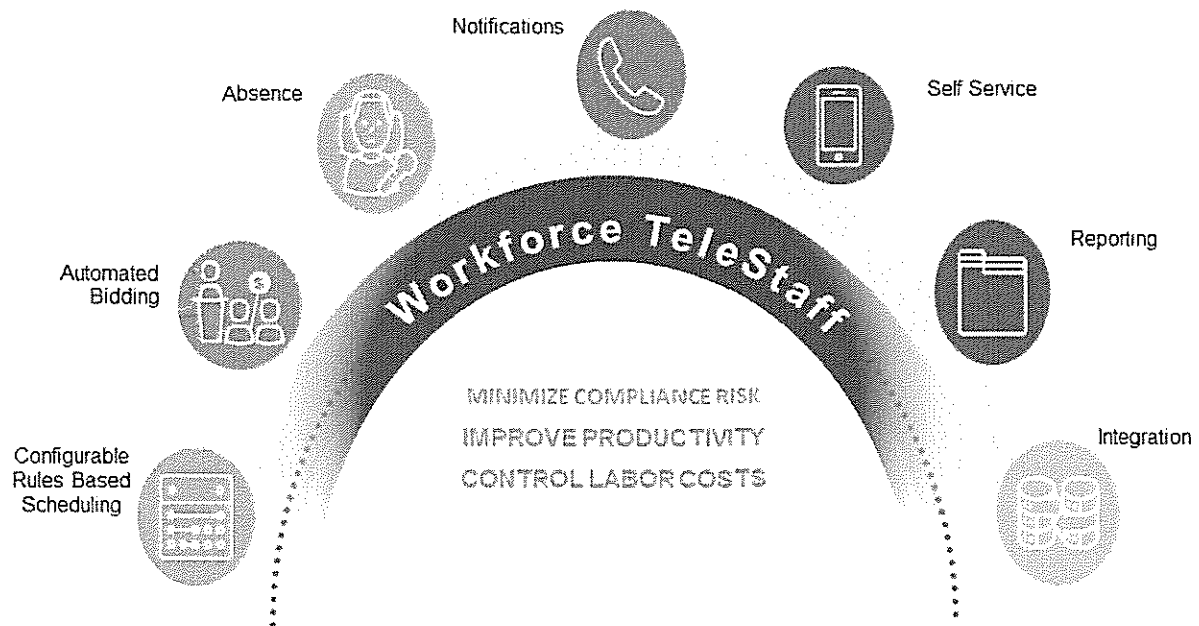 Notifications
Absence
Self Service
Automated
Bidding
Reporting
Workforce TeleStaff
MINIMIZE COMPLIANCE RISK
IMPROVE PRODUCTIVITY
CONTROL LABOR COSTS
Configurable
Rules Based
Scheduling
Integration